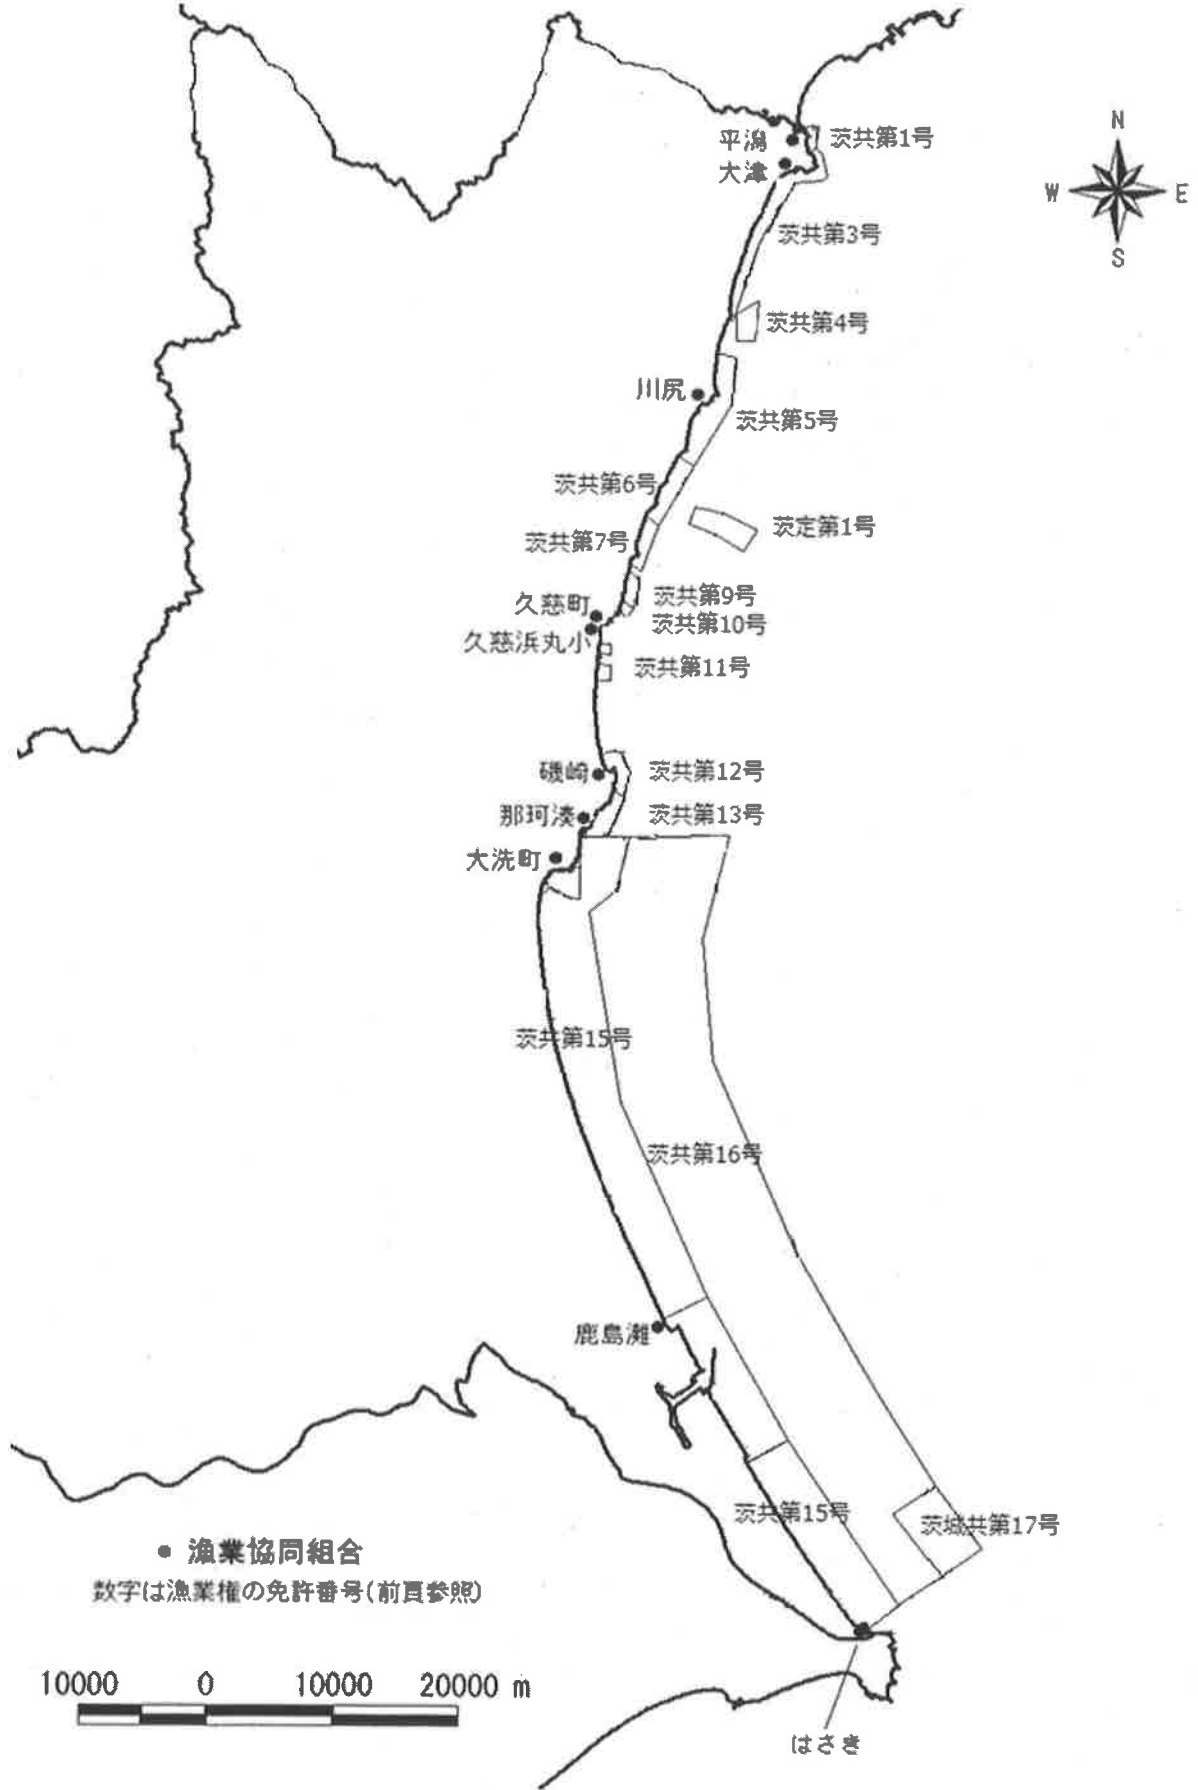 N
W E
S
平潟
茨共第1号
大津
茨共第3号
茨共第4号
川尻
茨共第5号
茨共第6号
茨定第1号
茨共第7号
茨共第9号
久慈町
茨共第10号
久慈浜丸小
茨共第11号
磯崎
茨共第12号
那珂湊
茨共第13号
大洗町
茨共第15号
茨共第16号
鹿島灘
茨共第15号
茨城共第17号
● 漁業協同組合
数字は漁業権の免許番号(前頁参照)
10000 0 10000 20000 m
はさき